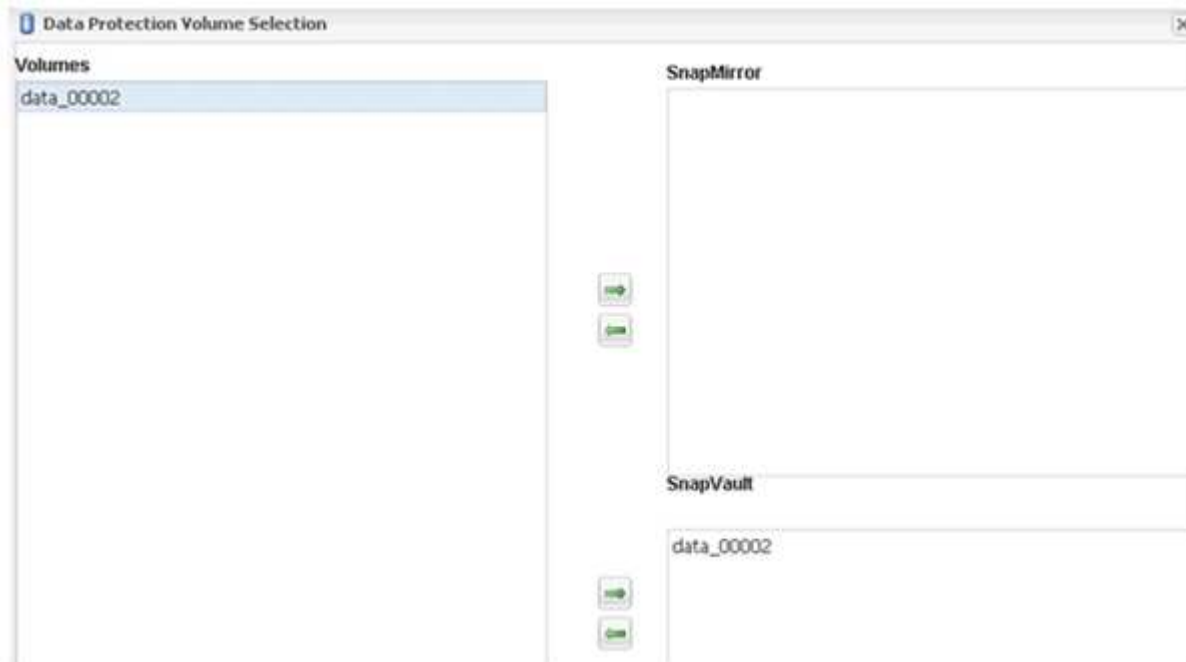 Data Protection Volume Selection
Volumes
data_00002
SnapMirror
SnapVault
data_00002